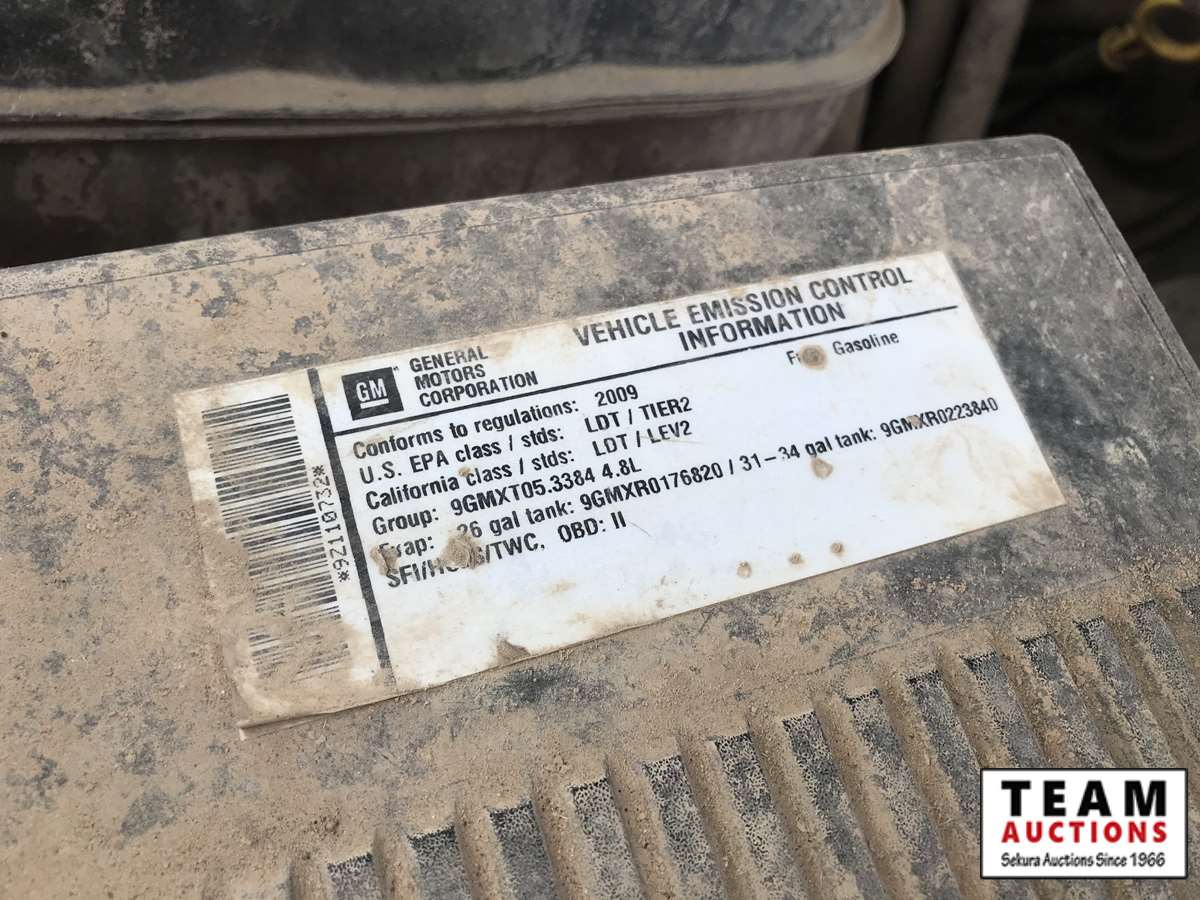 VEHICLE EMISSION CONTROL
INFORMATION
GM
GENERAL
MOTORS
CORPORATION
Gasoline
Conforms to regulations: 2009
U.S. EPA class / stds: LDT / TIER2
California class / stds: LDT / LEV2
Group: 9GMXT05.3384 4.8L
26 gal tank: 9GMXR0176820 / 31-34 gal tank: 9GMXR0223840
OBD: II
*9Z110732*
TEAM
AUCTIONS
Sekura Auctions Since 1966